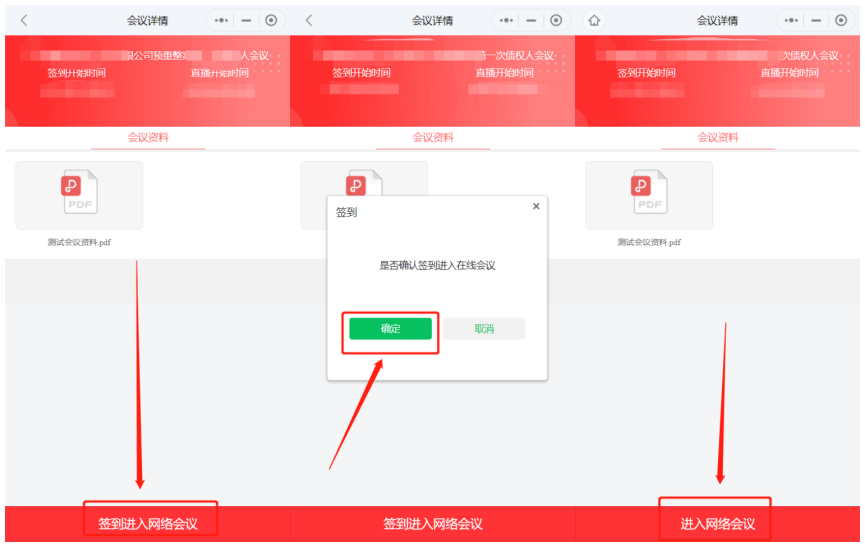 会议详情
限公司预重整
人会议
签到开始时间
直播开始时间
会议资料
PDF
测试会议资料.pdf
签到进入网络会议
会议详情
一次债权人会议
签到开始时间
直播开始时间
会议资料
签到
×
是否确认签到进入在线会议
确定
取消
签到进入网络会议
会议详情
次债权人会议
签到开始时间
直播开始时间
会议资料
PDF
测试会议资料.pdf
进入网络会议